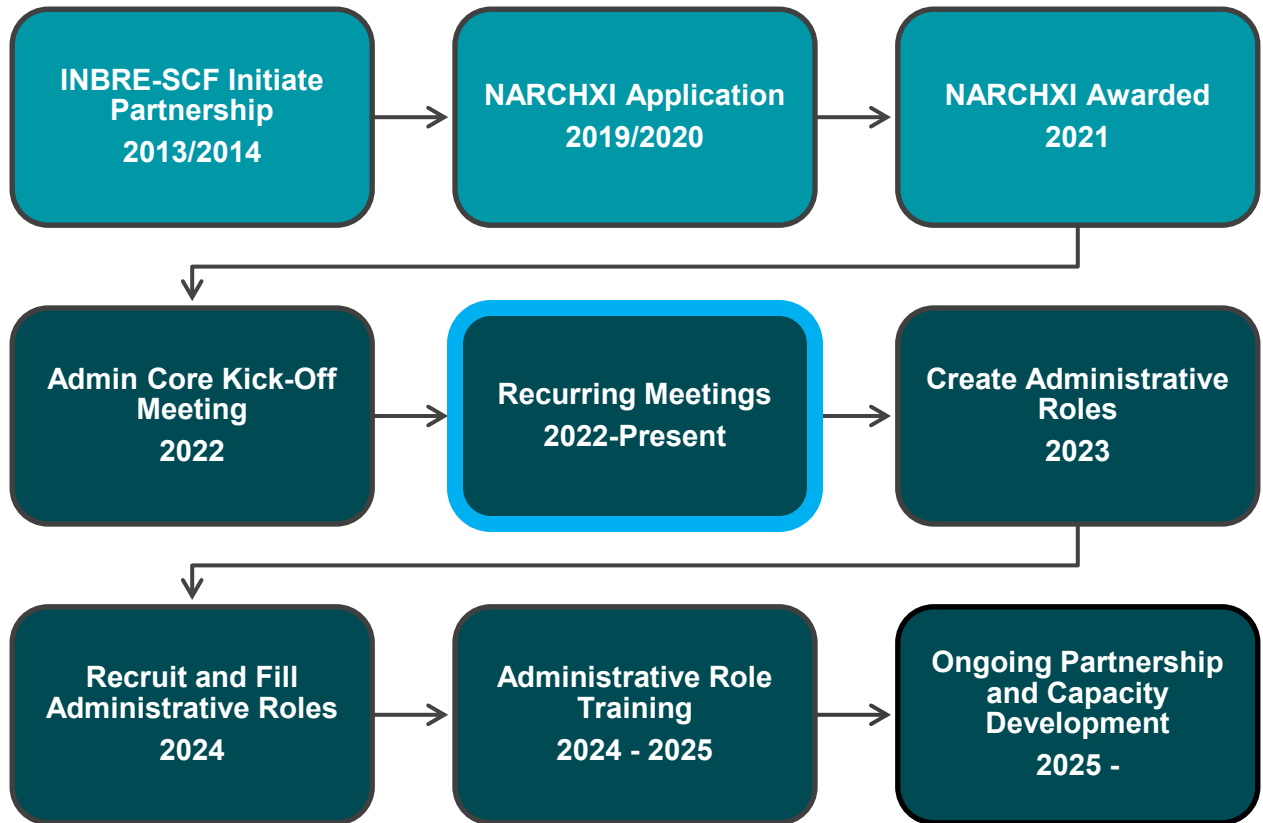 INBRE-SCF Initiate
Partnership
2013/2014
NARCHXI Application
2019/2020
NARCHXI Awarded
2021
Admin Core Kick-Off
Meeting
2022
Recurring Meetings
2022-Present
Create Administrative
Roles
2023
Recruit and Fill
Administrative Roles
2024
Administrative Role
Training
2024 - 2025
Ongoing Partnership
and Capacity
Development
2025 -